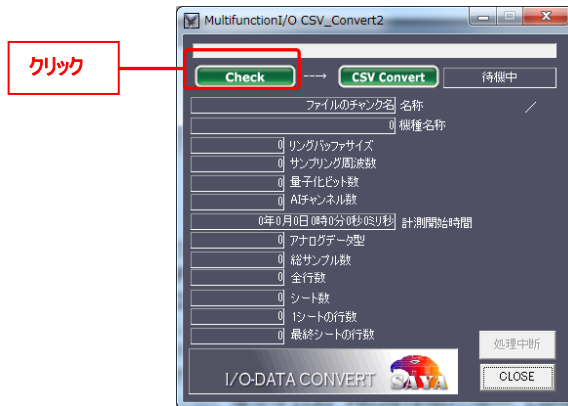 MultifunctionI/O CSV_Convert2
クリック
Check
CSV Convert
待機中
ファイルのチャンク名 名称 /
0 機種名称
0 リングバッファサイズ
0 サンプリング周波数
0 量子化ビット数
0 AIチャンネル数
0年0月0日 0時0分0秒0ミリ秒 計測開始時間
0 アナログデータ型
0 総サンプル数
0 全行数
0 シート数
0 1シートの行数
0 最終シートの行数
処理中断
I/O-DATA CONVERT SAYA
CLOSE